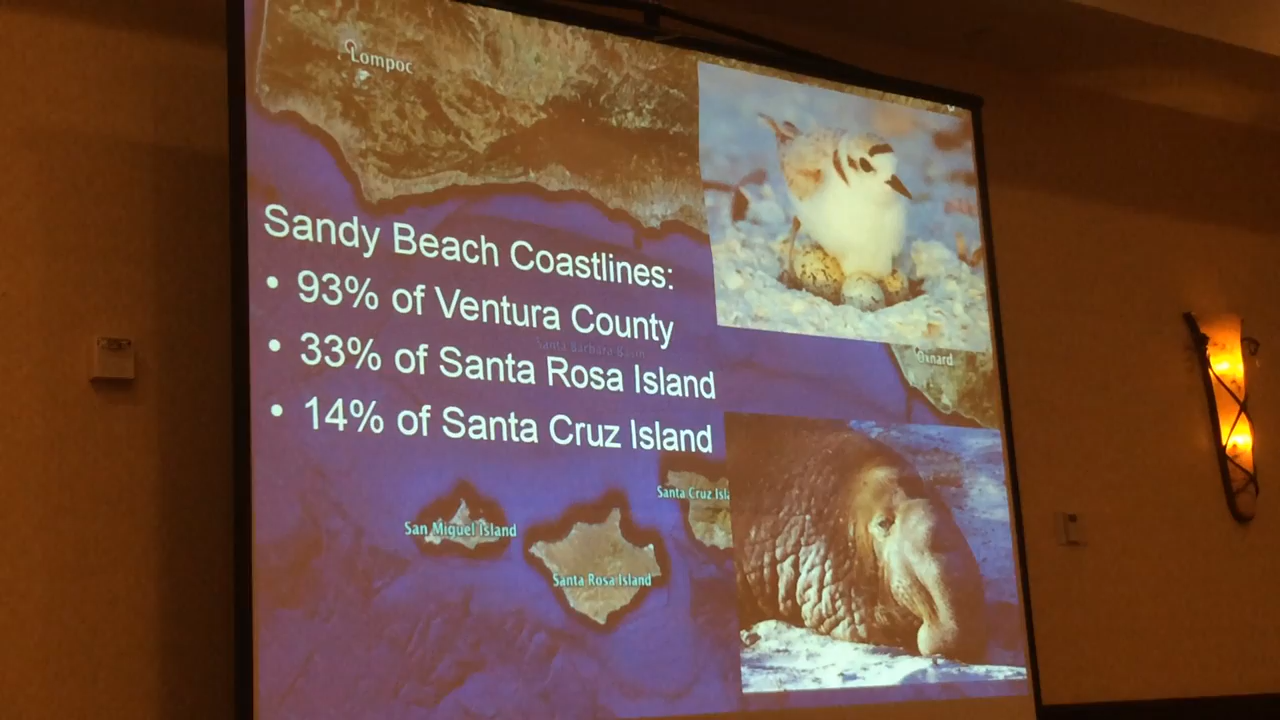 Lompoc
Sandy Beach Coastlines:
• 93% of Ventura County
Santa Barbara Basin
• 33% of Santa Rosa Island
Oxnard
• 14% of Santa Cruz Island
Santa Cruz Isla
San Miguel Island
Santa Rosa Island